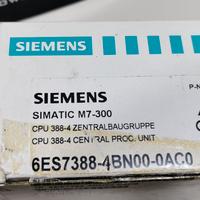 SIEMENS
P-N
SIEMENS
SIMATIC M7-300
CPU 388-4 ZENTRALBAUGRUPPE
CPU 388-4 CENTRAL PROC. UNIT
6ES7388-4BN00-0AC0